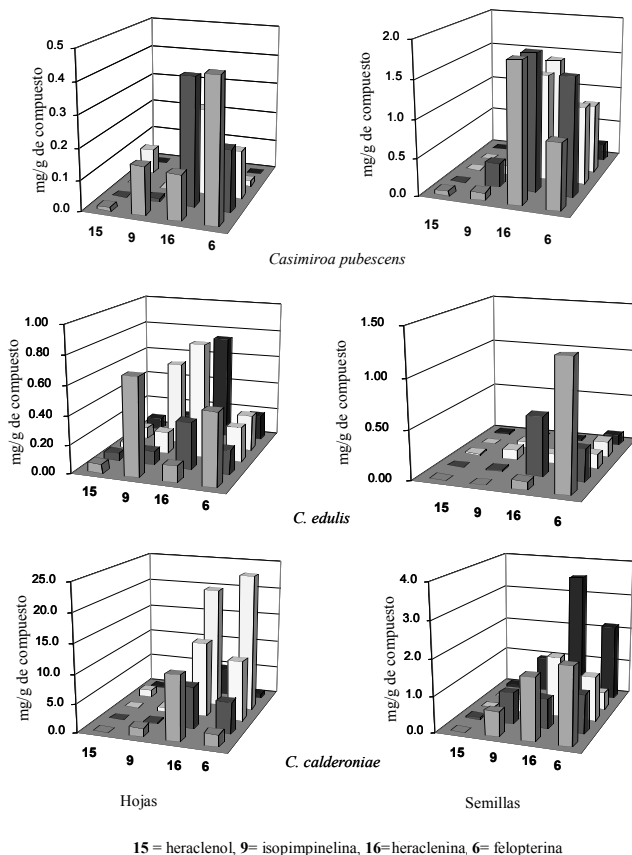 mg/g de compuesto
0.5
0.4
0.3
0.2
0.1
0.0
15 9 16 6
mg/g de compuesto
2.0
1.5
1.0
0.5
0.0
15 9 16 6
Casimiroa pubescens
mg/g de compuesto
1.00
0.80
0.60
0.40
0.20
0.00
15 9 16 6
mg/g de compuesto
1.50
1.00
0.50
0.00
15 9 16 6
C. edulis
mg/g de compuesto
25.0
20.0
15.0
10.0
5.0
0.0
15 9 16 6
mg/g de compuesto
4.0
3.0
2.0
1.0
0.0
15 9 16 6
C. calderoniae
Hojas
Semillas
15 = heraclenol, 9= isopimpinelina, 16=heraclenina, 6= felopterina